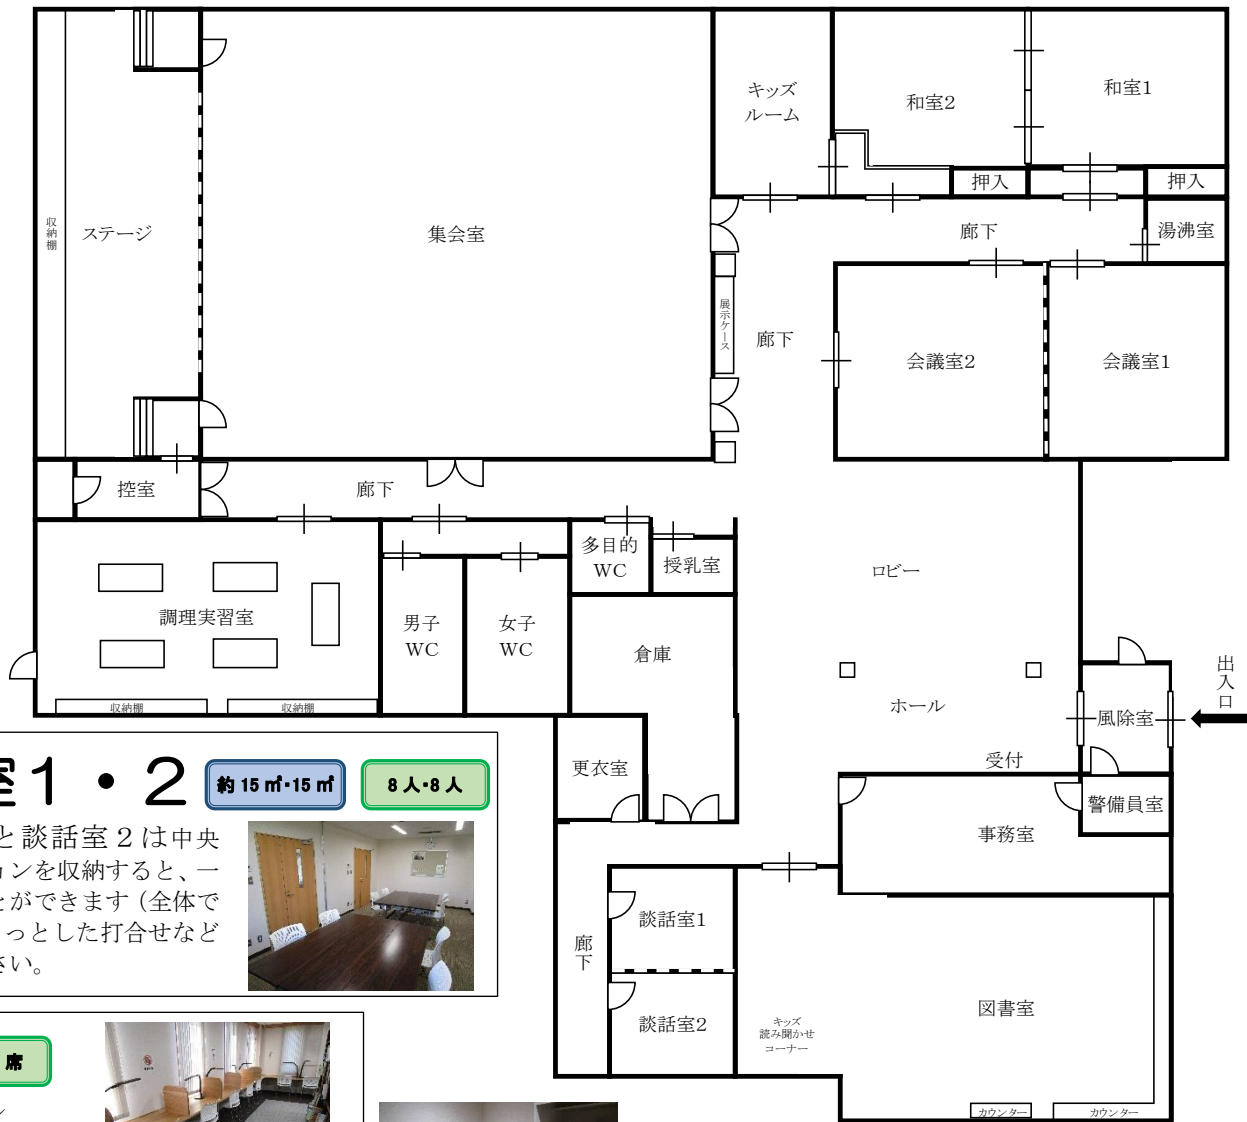 キッズ
ルーム
和室2
和室1
押入
押入
収納棚
ステージ
集会室
廊下
湯沸室
展示ケース
廊下
会議室2
会議室1
控室
廊下
多目的
WC
授乳室
ロビー
調理実習室
男子
WC
女子
WC
倉庫
出入口
収納棚
収納棚
ホール
風除室
受付
更衣室
警備員室
事務室
室1・2
約15㎡・15㎡
8人・8人
と談話室2は中央
ョンを収納すると、一
とができます（全体で
っとした打合せなど
さい。
廊下
談話室1
談話室2
キッズ
読み聞かせ
コーナー
図書室
カウンター
カウンター
席